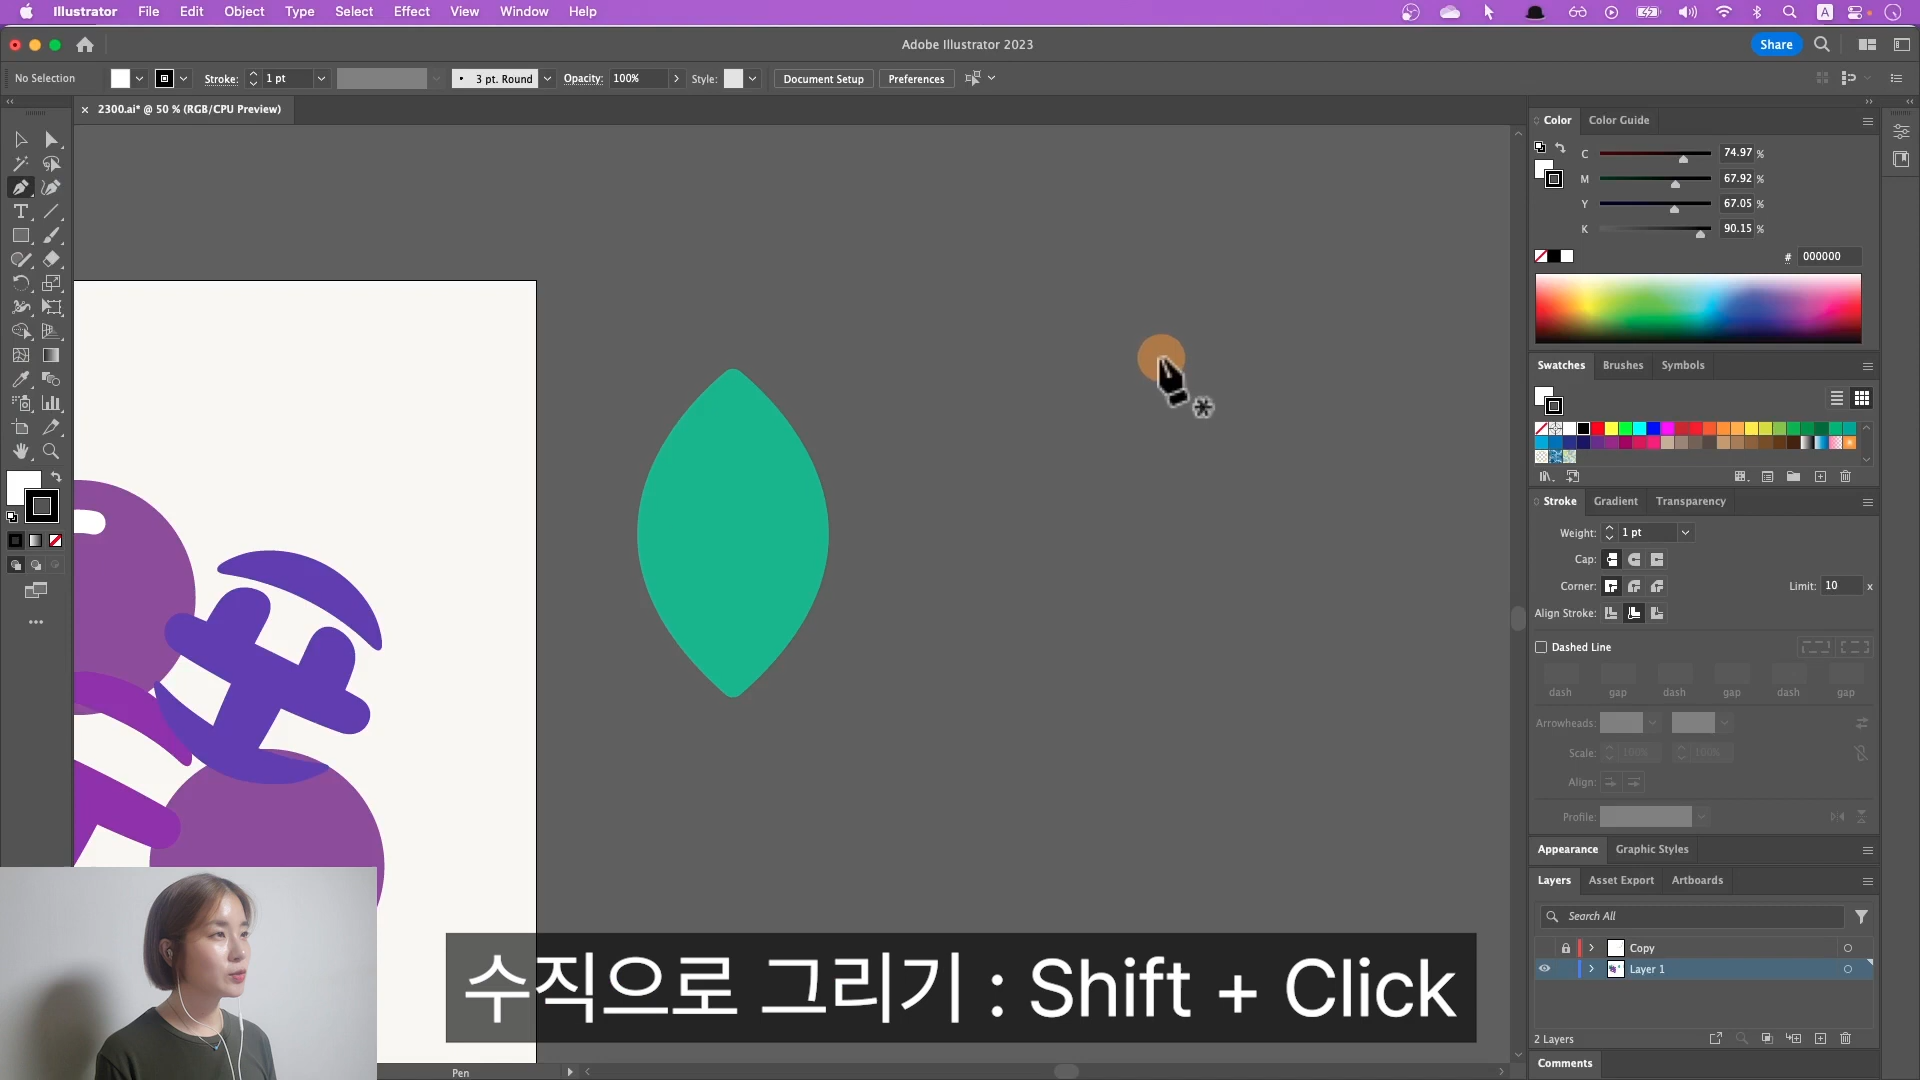 Illustrator File Edit Object Type Select Effect View Window Help
A
Adobe Illustrator 2023
Share
No Selection Stroke: 1 pt 3 pt. Round Opacity: 100% Style: Document Setup Preferences
× 2300.ai* @ 50 % (RGB/CPU Preview)
Color Color Guide
C 74.97 %
M 67.92 %
Y 67.05 %
K 90.15 %
# 000000
Swatches Brushes Symbols
Stroke Gradient Transparency
Weight: 1 pt
Cap:
Corner: Limit: 10 x
Align Stroke:
Dashed Line
dash gap dash gap dash gap
Arrowheads:
Scale: 100% 100%
Align:
Profile:
Appearance Graphic Styles
Layers Asset Export Artboards
Search All
Copy
Layer 1
2 Layers
Comments
수직으로 그리기 : Shift + Click
Pen